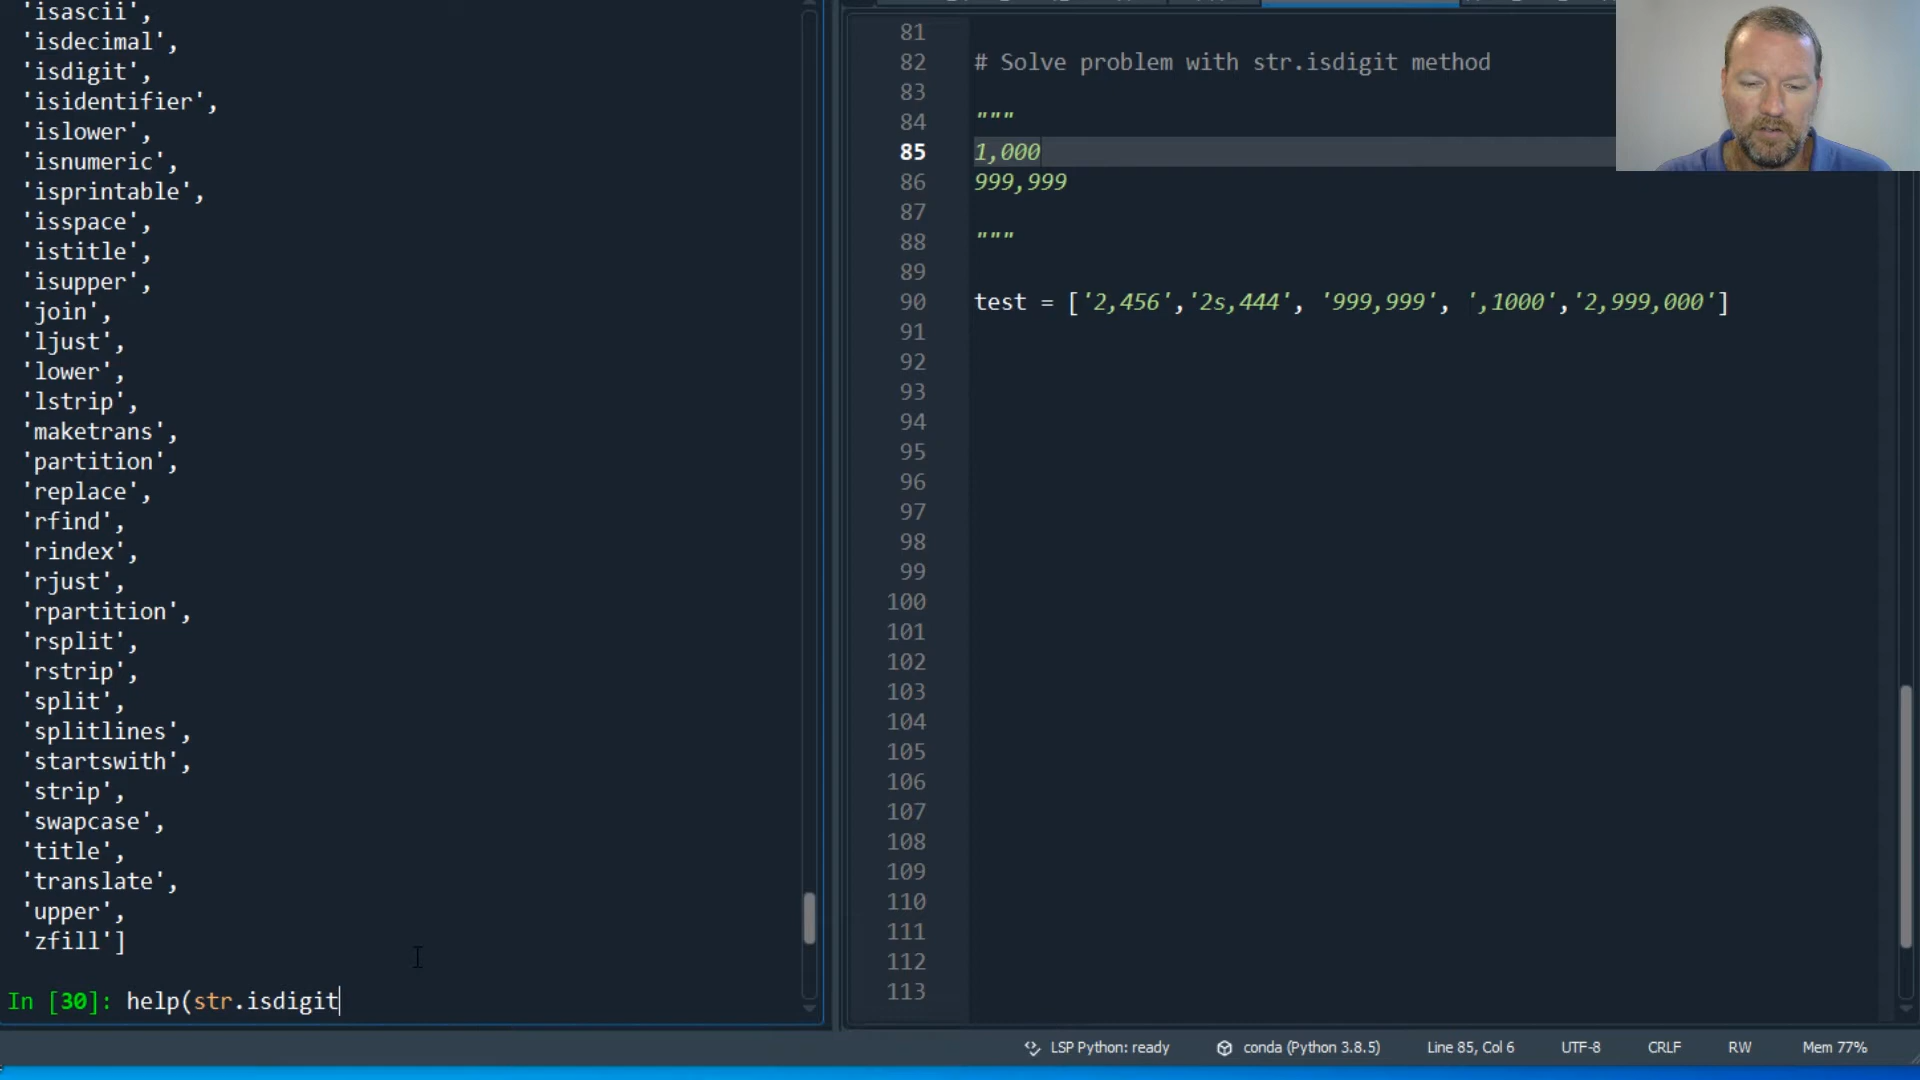 'isascii',
'isdecimal',
'isdigit',
'isidentifier',
'islower',
'isnumeric',
'isprintable',
'isspace',
'istitle',
'isupper',
'join',
'ljust',
'lower',
'lstrip',
'maketrans',
'partition',
'replace',
'rfind',
'rindex',
'rjust',
'rpartition',
'rsplit',
'rstrip',
'split',
'splitlines',
'startswith',
'strip',
'swapcase',
'title',
'translate',
'upper',
'zfill']
In [30]: help(str.isdigit
81
82 # Solve problem with str.isdigit method
83
84 """
85 1,000
86 999,999
87
88 """
89
90 test = ['2,456','2s,444', '999,999', ',1000','2,999,000']
91
92
93
94
95
96
97
98
99
100
101
102
103
104
105
106
107
108
109
110
111
112
113
LSP Python: ready conda (Python 3.8.5) Line 85, Col 6 UTF-8 CRLF RW Mem 77%